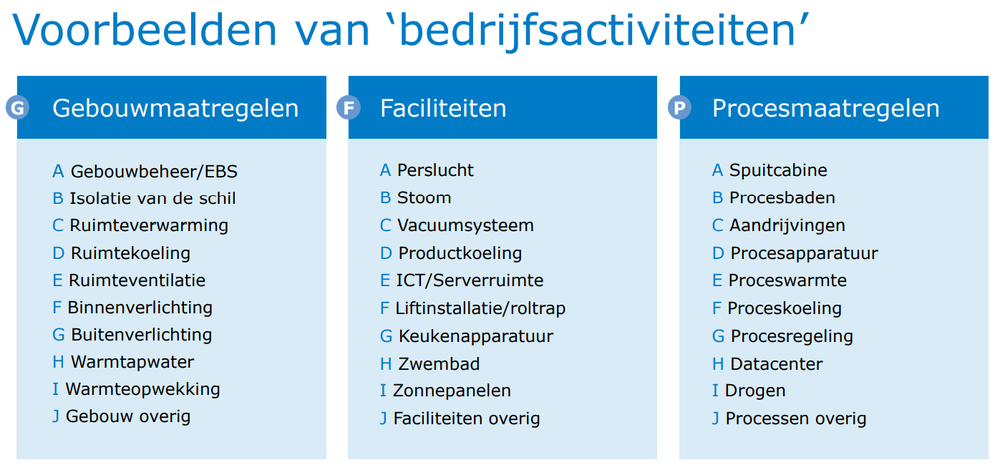 Voorbeelden van ‘bedrijfsactiviteiten’
G Gebouwmaatregelen
A Gebouwbeheer/EBS
B Isolatie van de schil
C Ruimteverwarming
D Ruimtekoeling
E Ruimteventilatie
F Binnenverlichting
G Buitenverlichting
H Warmtapwater
I Warmteopwekking
J Gebouw overig
F Faciliteiten
A Perslucht
B Stoom
C Vacuumsysteem
D Productkoeling
E ICT/Serverruimte
F Liftinstallatie/roltrap
G Keukenapparatuur
H Zwembad
I Zonnepanelen
J Faciliteiten overig
P Procesmaatregelen
A Spuitcabine
B Procesbaden
C Aandrijvingen
D Procesapparatuur
E Proceswarmte
F Proceskoeling
G Procesregeling
H Datacenter
I Drogen
J Processen overig